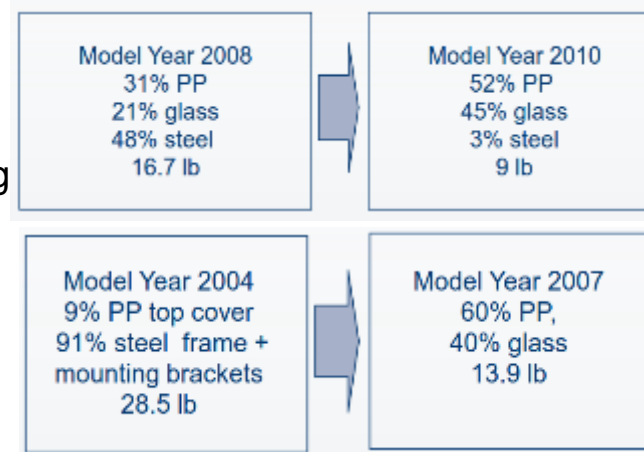 Model Year 2008
31% PP
21% glass
48% steel
16.7 lb
Model Year 2010
52% PP
45% glass
3% steel
9 lb
g
Model Year 2004
9% PP top cover
91% steel frame +
mounting brackets
28.5 lb
Model Year 2007
60% PP,
40% glass
13.9 lb